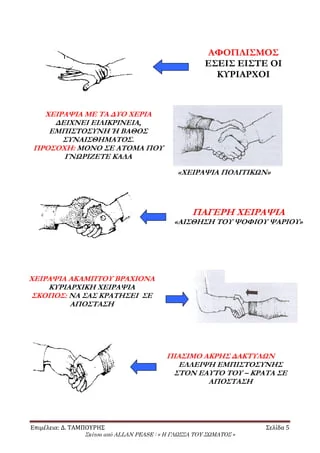 ΑΦΟΠΛΙΣΜΟΣ
ΕΣΕΙΣ ΕΙΣΤΕ ΟΙ
ΚΥΡΙΑΡΧΟΙ
ΧΕΙΡΑΨΙΑ ΜΕ ΤΑ ΔΥΟ ΧΕΡΙΑ
ΔΕΙΧΝΕΙ ΕΙΛΙΚΡΙΝΕΙΑ,
ΕΜΠΙΣΤΟΣΥΝΗ Ή ΒΑΘΟΣ
ΣΥΝΑΙΣΘΗΜΑΤΟΣ.
ΠΡΟΣΟΧΗ: ΜΟΝΟ ΣΕ ΑΤΟΜΑ ΠΟΥ
ΓΝΩΡΙΖΕΤΕ ΚΑΛΑ
«ΧΕΙΡΑΨΙΑ ΠΟΛΙΤΙΚΩΝ»
ΠΑΓΕΡΗ ΧΕΙΡΑΨΙΑ
«ΑΙΣΘΗΣΗ ΤΟΥ ΨΟΦΙΟΥ ΨΑΡΙΟΥ»
ΧΕΙΡΑΨΙΑ ΑΚΑΜΠΤΟΥ ΒΡΑΧΙΟΝΑ
ΚΥΡΙΑΡΧΙΚΗ ΧΕΙΡΑΨΙΑ
ΣΚΟΠΟΣ: ΝΑ ΣΑΣ ΚΡΑΤΗΣΕΙ ΣΕ
ΑΠΟΣΤΑΣΗ
ΠΙΑΣΙΜΟ ΑΚΡΗΣ ΔΑΚΤΥΛΩΝ
ΕΛΛΕΙΨΗ ΕΜΠΙΣΤΟΣΥΝΗΣ
ΣΤΟΝ ΕΑΥΤΟ ΤΟΥ – ΚΡΑΤΑ ΣΕ
ΑΠΟΣΤΑΣΗ
Επιμέλεια: Δ. ΤΑΜΠΟΥΡΗΣ Σελίδα 5
Σκίτσα από ALLAN PEASE : « Η ΓΛΩΣΣΑ ΤΟΥ ΣΩΜΑΤΟΣ »